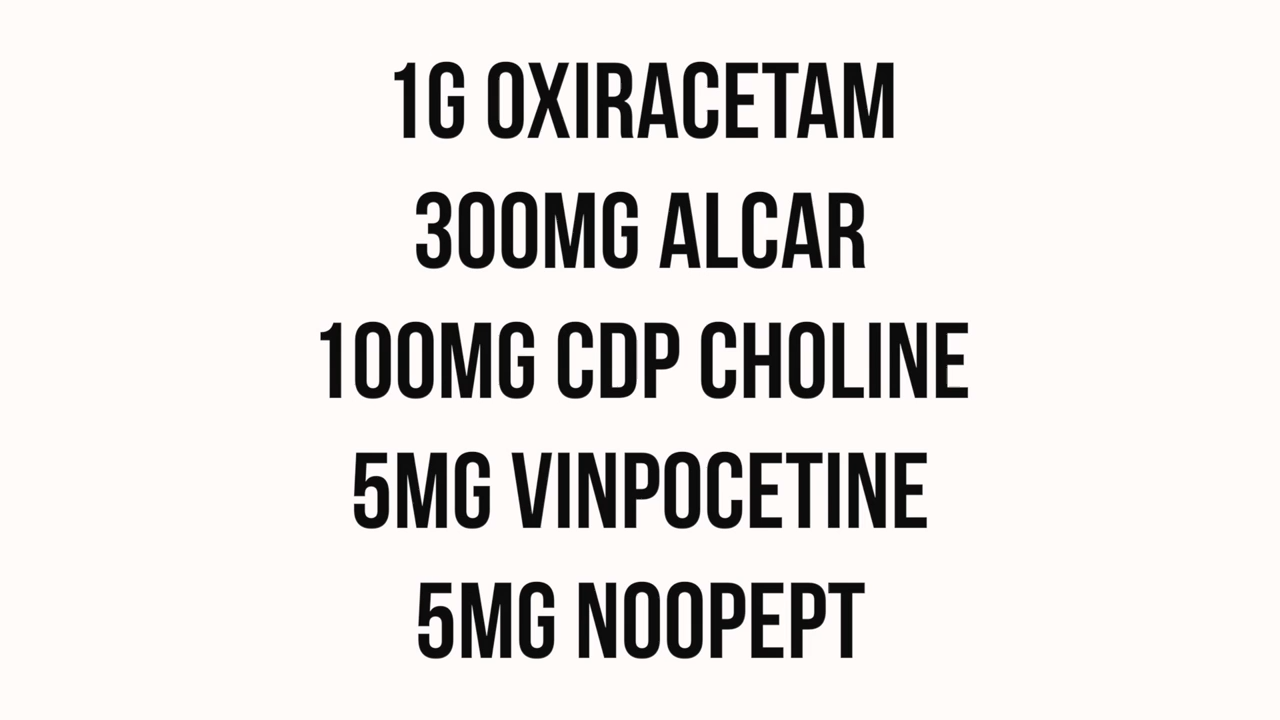 1G OXIRACETAM
300MG ALCAR
100MG CDP CHOLINE
5MG VINPOCETINE
5MG NOOPEPT